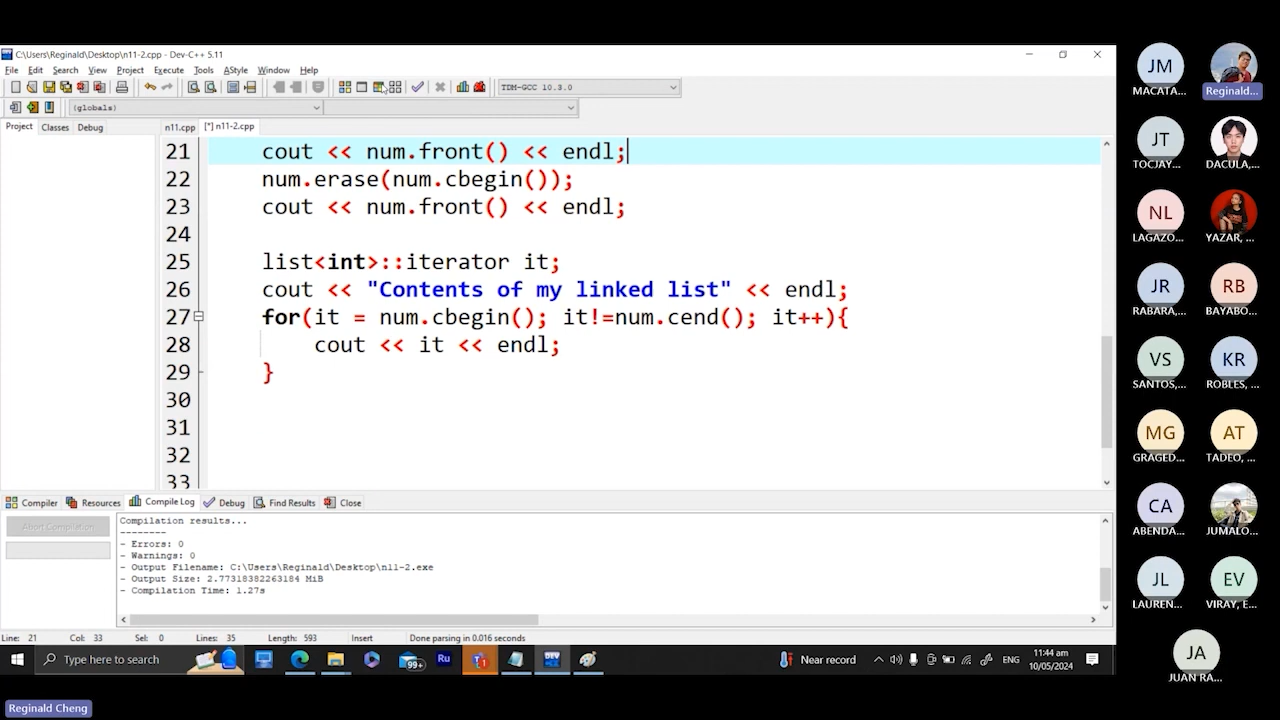 C:\Users\Reginald\Desktop\n11-2.cpp - Dev-C++ 5.11
File Edit Search View Project Execute Tools AStyle Window Help
TDM-GCC 10.3.0
(globals)
Project Classes Debug
n11.cpp [*] n11-2.cpp
21 cout << num.front() << endl;
22 num.erase(num.cbegin());
23 cout << num.front() << endl;
24
25 list<int>::iterator it;
26 cout << "Contents of my linked list" << endl;
27 for(it = num.cbegin(); it!=num.cend(); it++){
28 cout << it << endl;
29 }
30
31
32
33
Compiler Resources Compile Log Debug Find Results Close
Abort Compilation
Compilation results...
--------
- Errors: 0
- Warnings: 0
- Output Filename: C:\Users\Reginald\Desktop\n11-2.exe
- Output Size: 2.77318382263184 MiB
- Compilation Time: 1.27s
Line: 21 Col: 33 Sel: 0 Lines: 35 Length: 593 Insert Done parsing in 0.016 seconds
Type here to search
99+
Ru
DEV
Near record
ENG
11:44 am
10/05/2024
Reginald Cheng
JM
MACATA...
Reginald...
JT
TOCJAY...
DACULA,...
NL
LAGAZO...
YAZAR, ...
JR
RABARA,...
RB
BAYABO...
VS
SANTOS,...
KR
ROBLES, ...
MG
GRAGED...
AT
TADEO, ...
CA
ABENDA...
JUMALO...
JL
LAUREN...
EV
VIRAY, E...
JA
JUAN RA...